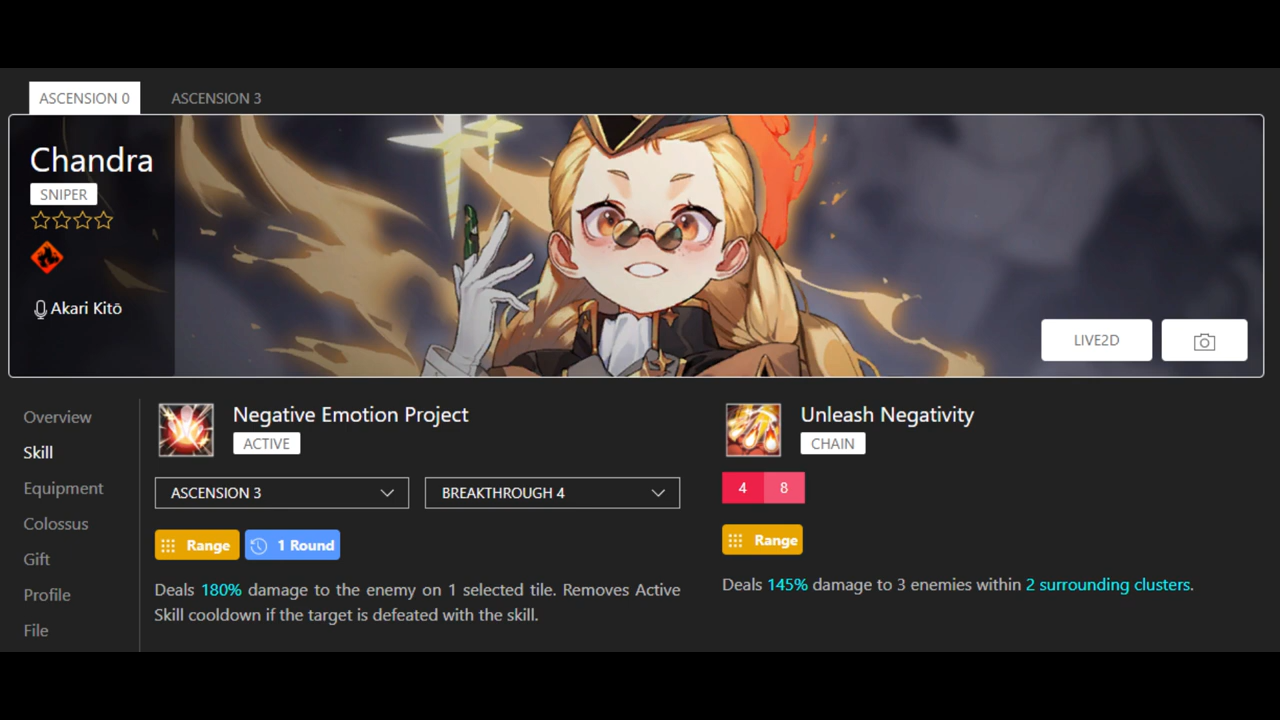 ASCENSION 0
ASCENSION 3
Chandra
SNIPER
Akari Kitō
LIVE2D
Overview
Skill
Equipment
Colossus
Gift
Profile
File
Negative Emotion Project
ACTIVE
ASCENSION 3
BREAKTHROUGH 4
Range
1 Round
Deals 180% damage to the enemy on 1 selected tile. Removes Active
Skill cooldown if the target is defeated with the skill.
Unleash Negativity
CHAIN
4 8
Range
Deals 145% damage to 3 enemies within 2 surrounding clusters.